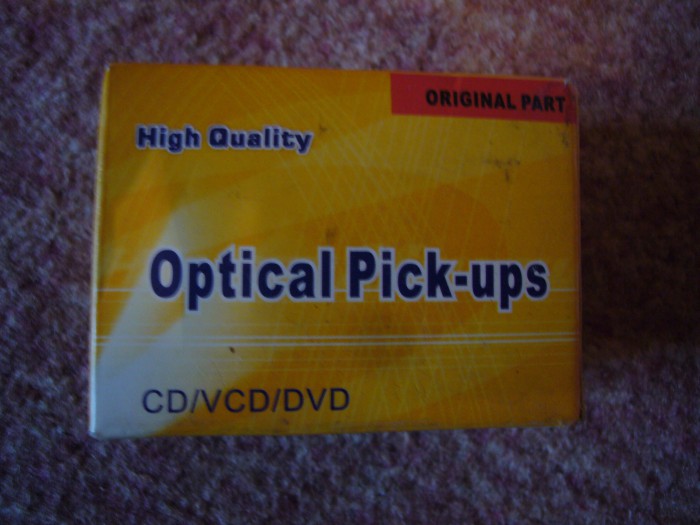 ORIGINAL PART
High Quality
Optical Pick-ups
CD/VCD/DVD